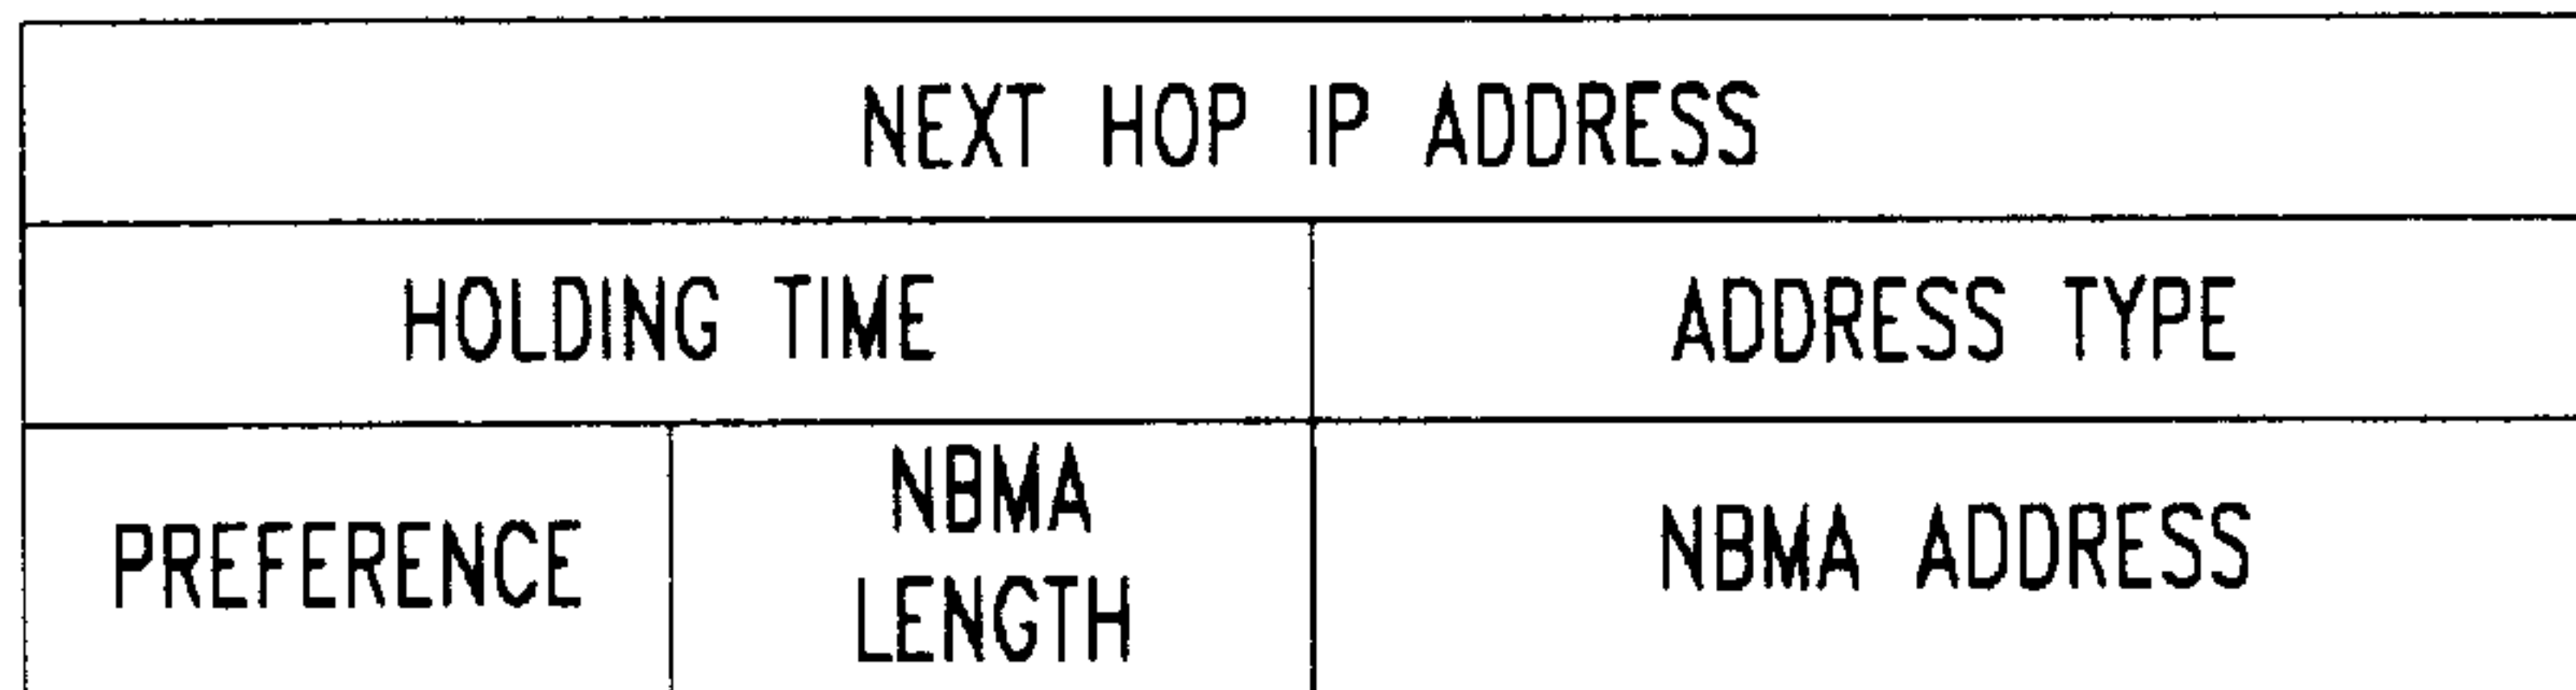 NEXT HOP IP ADDRESS
HOLDING TIME
ADDRESS TYPE
PREFERENCE
NBMA
LENGTH
NBMA ADDRESS